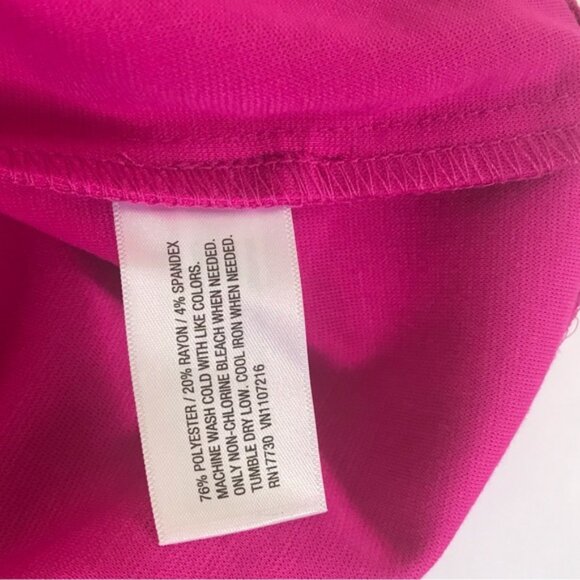 76% POLYESTER / 20% RAYON / 4% SPANDEX
MACHINE WASH COLD WITH LIKE COLORS.
ONLY NON-CHLORINE BLEACH WHEN NEEDED.
TUMBLE DRY LOW. COOL IRON WHEN NEEDED.
RN17730 VN1107216